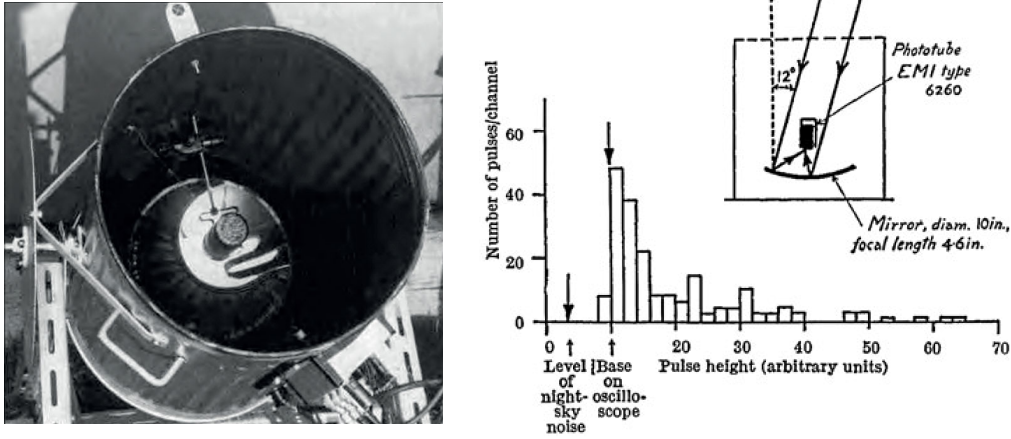 Phototube
EMI type
6260
12°
Mirror, diam. 10in.,
focal length 4·6in.
Number of pulses/channel
60
40
20
0
0 20 30 40 50 60 70
Level
of
night-
sky
noise
Base
on
oscillo-
scope
Pulse height (arbitrary units)